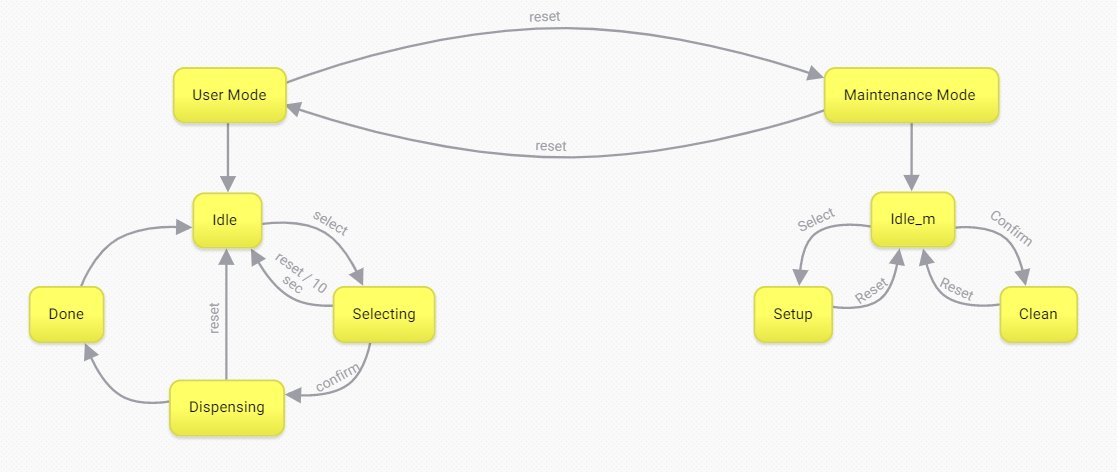 reset
User Mode
Maintenance Mode
reset
Idle
select
reset / 10
sec
Done
reset
Selecting
confirm
Dispensing
Idle_m
Select
Confirm
Reset
Reset
Setup
Clean